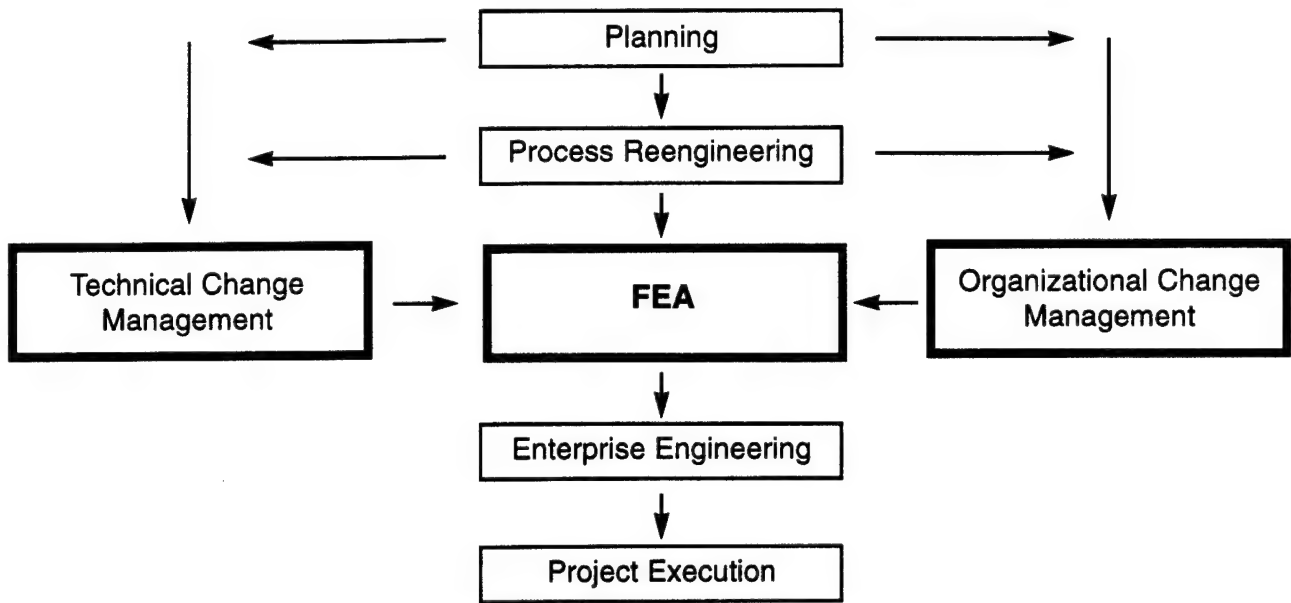 Planning
Process Reengineering
Technical Change
Management
FEA
Organizational Change
Management
Enterprise Engineering
Project Execution